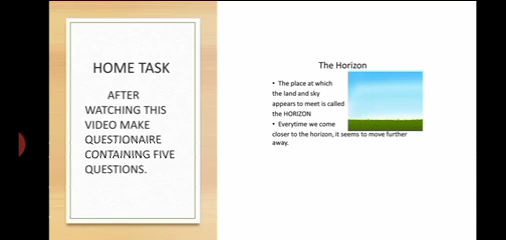 HOME TASK
AFTER
WATCHING THIS
VIDEO MAKE
QUESTIONAIRE
CONTAINING FIVE
QUESTIONS.
The Horizon
• The place at which
the land and sky
appears to meet is called
the HORIZON
• Everytime we come
closer to the horizon, it seems to move further
away.